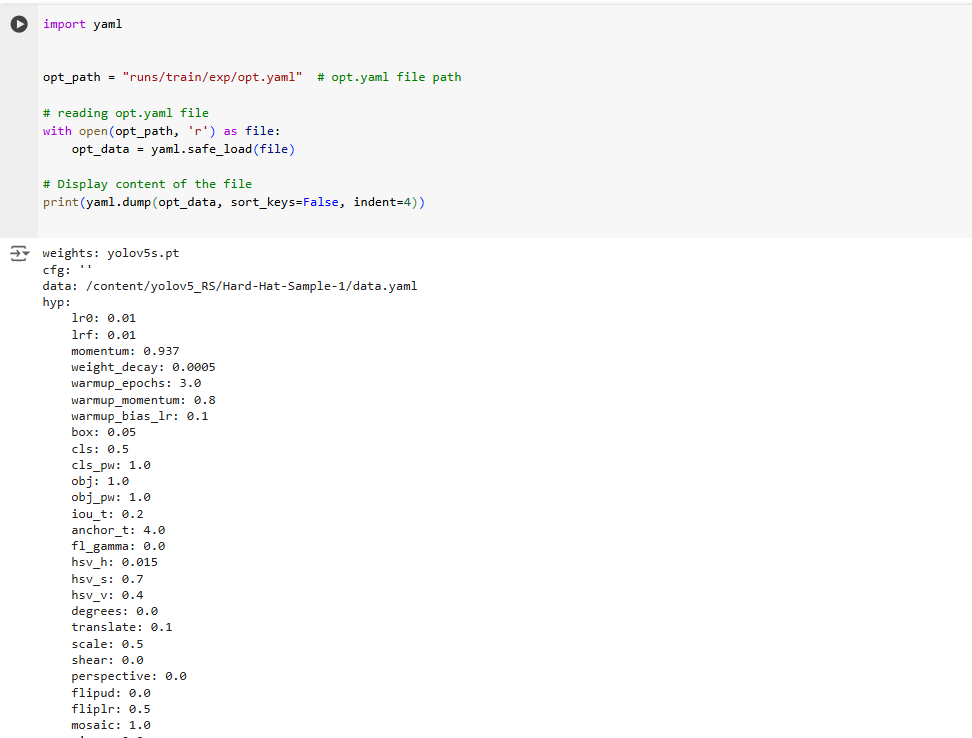 import yaml
opt_path = "runs/train/exp/opt.yaml"  # opt.yaml file path
# reading opt.yaml file
with open(opt_path, 'r') as file:
    opt_data = yaml.safe_load(file)
# Display content of the file
print(yaml.dump(opt_data, sort_keys=False, indent=4))
weights: yolov5s.pt
cfg: ''
data: /content/yolov5_RS/Hard-Hat-Sample-1/data.yaml
hyp:
    lr0: 0.01
    lrf: 0.01
    momentum: 0.937
    weight_decay: 0.0005
    warmup_epochs: 3.0
    warmup_momentum: 0.8
    warmup_bias_lr: 0.1
    box: 0.05
    cls: 0.5
    cls_pw: 1.0
    obj: 1.0
    obj_pw: 1.0
    iou_t: 0.2
    anchor_t: 4.0
    fl_gamma: 0.0
    hsv_h: 0.015
    hsv_s: 0.7
    hsv_v: 0.4
    degrees: 0.0
    translate: 0.1
    scale: 0.5
    shear: 0.0
    perspective: 0.0
    flipud: 0.0
    fliplr: 0.5
    mosaic: 1.0